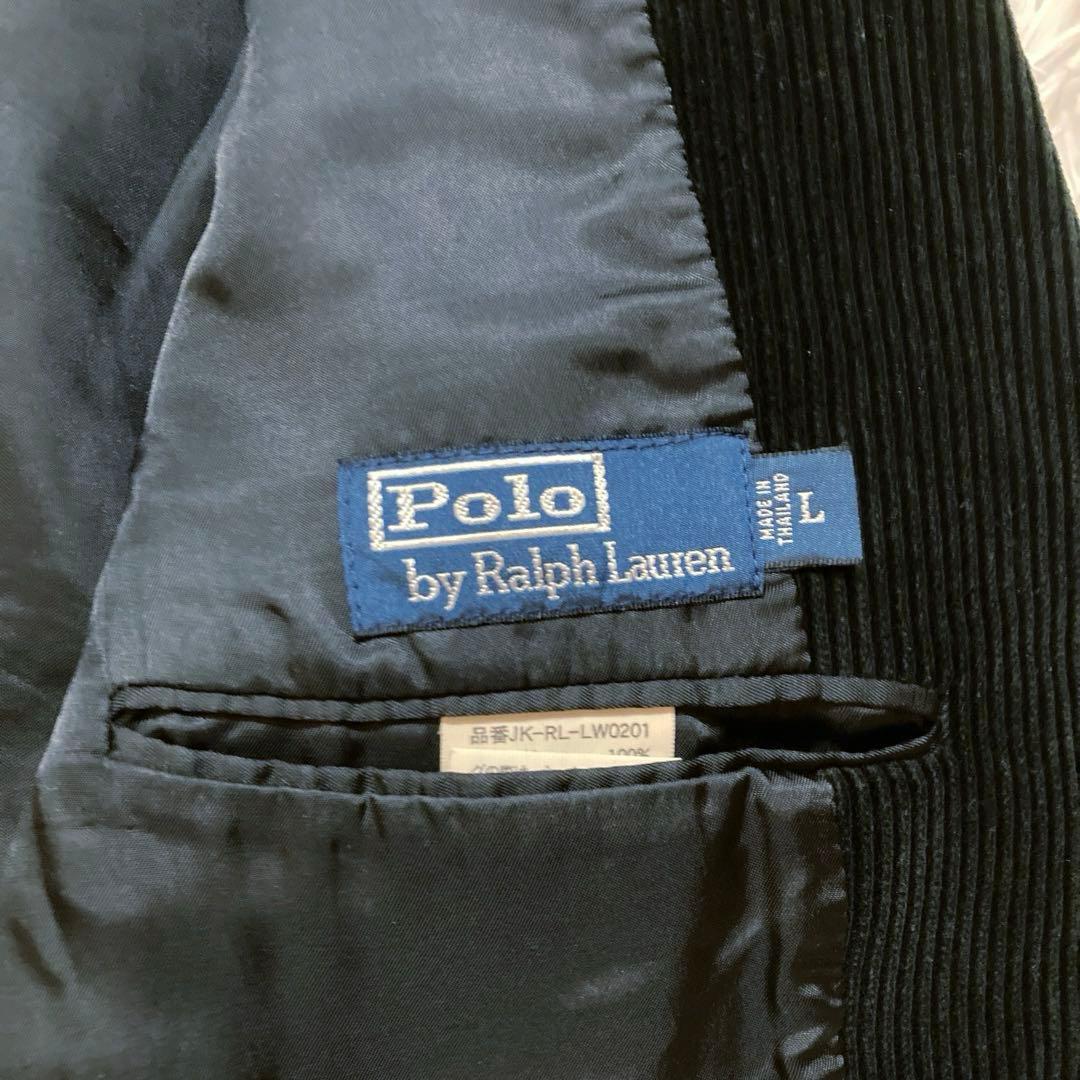 Polo
by Ralph Lauren
MADE IN
THAILAND
L
品番JK-RL-LW0201
100%